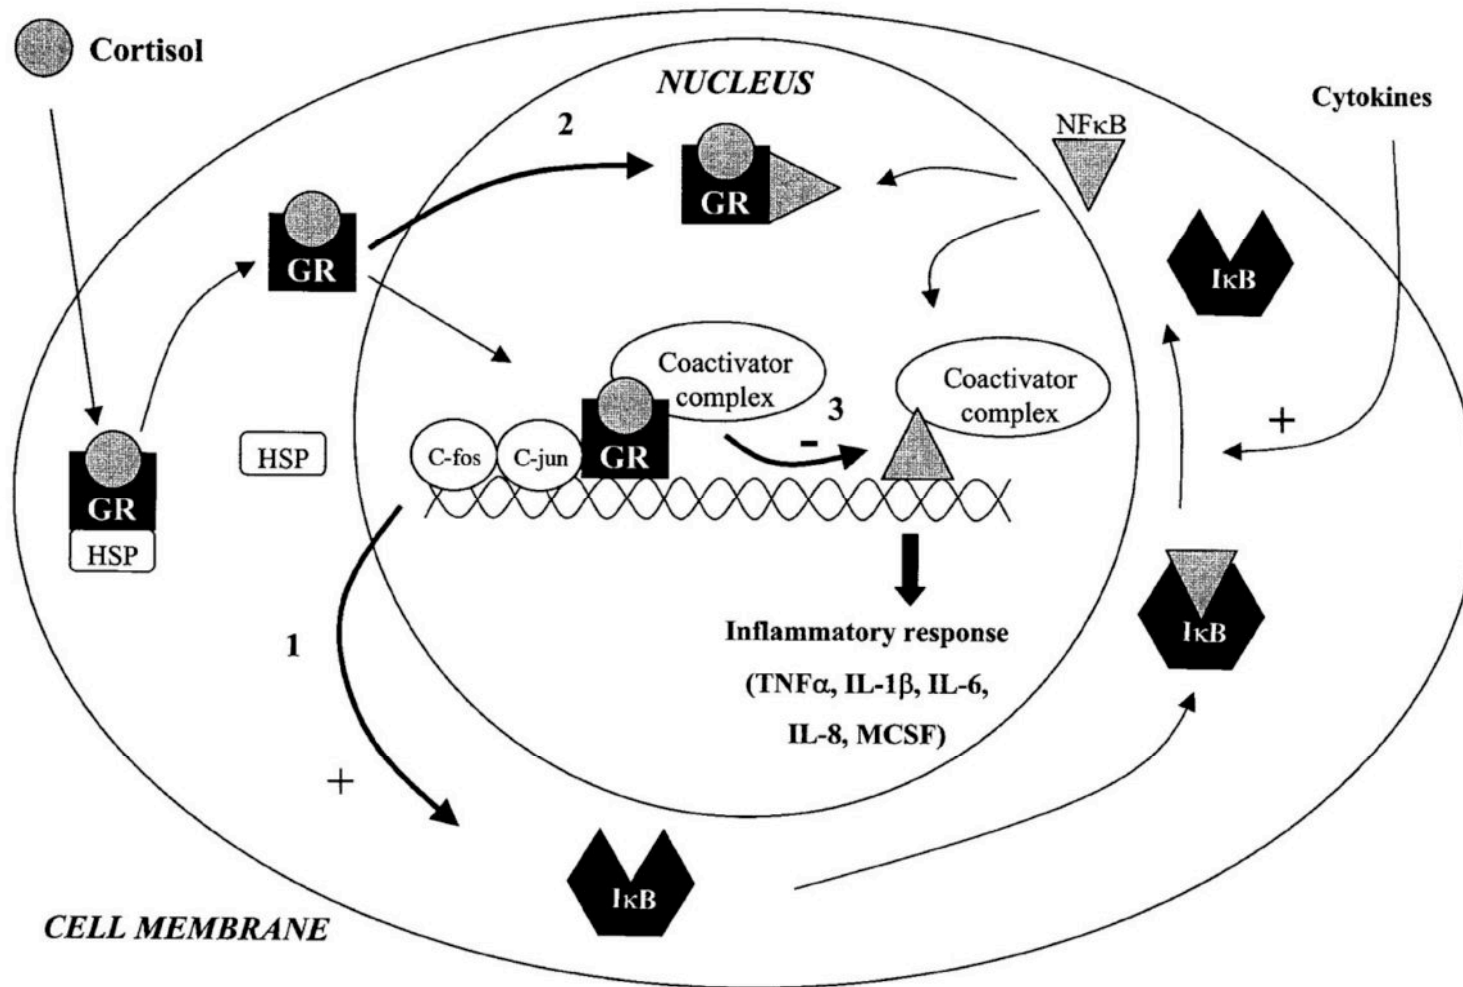 Cortisol
NUCLEUS
Cytokines
NFκB
2
GR
GR
IκB
Coactivator
complex
Coactivator
complex
3
-
+
C-fos
C-jun
GR
HSP
GR
HSP
IκB
1
Inflammatory response
(TNFα, IL-1β, IL-6,
IL-8, MCSF)
+
IκB
CELL MEMBRANE